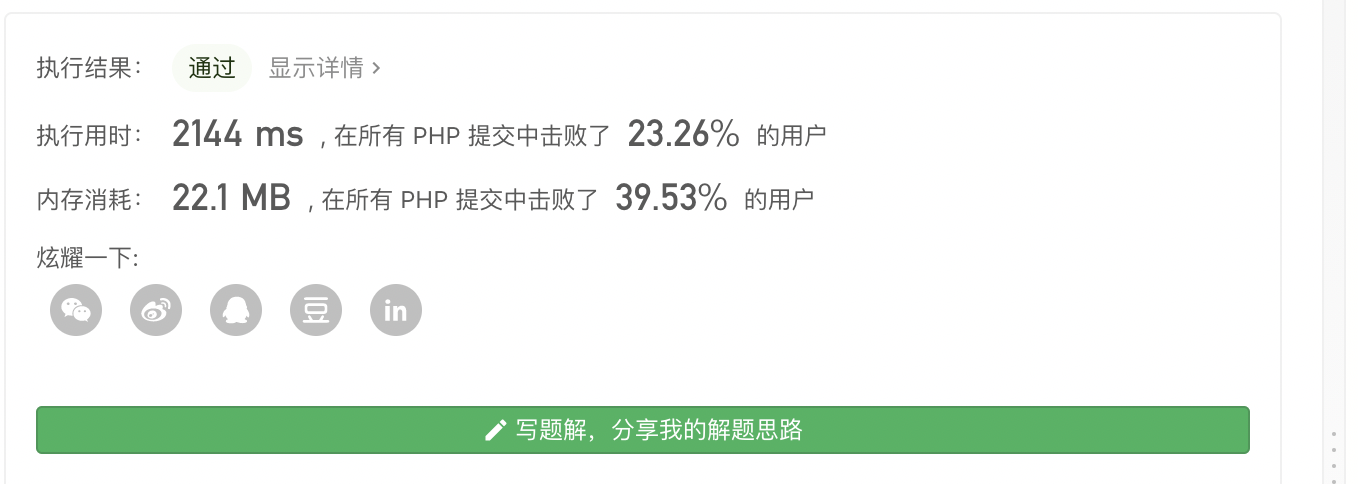 执行结果： 通过 显示详情 >
执行用时： 2144 ms , 在所有 PHP 提交中击败了 23.26% 的用户
内存消耗： 22.1 MB , 在所有 PHP 提交中击败了 39.53% 的用户
炫耀一下:
豆 in
写题解，分享我的解题思路